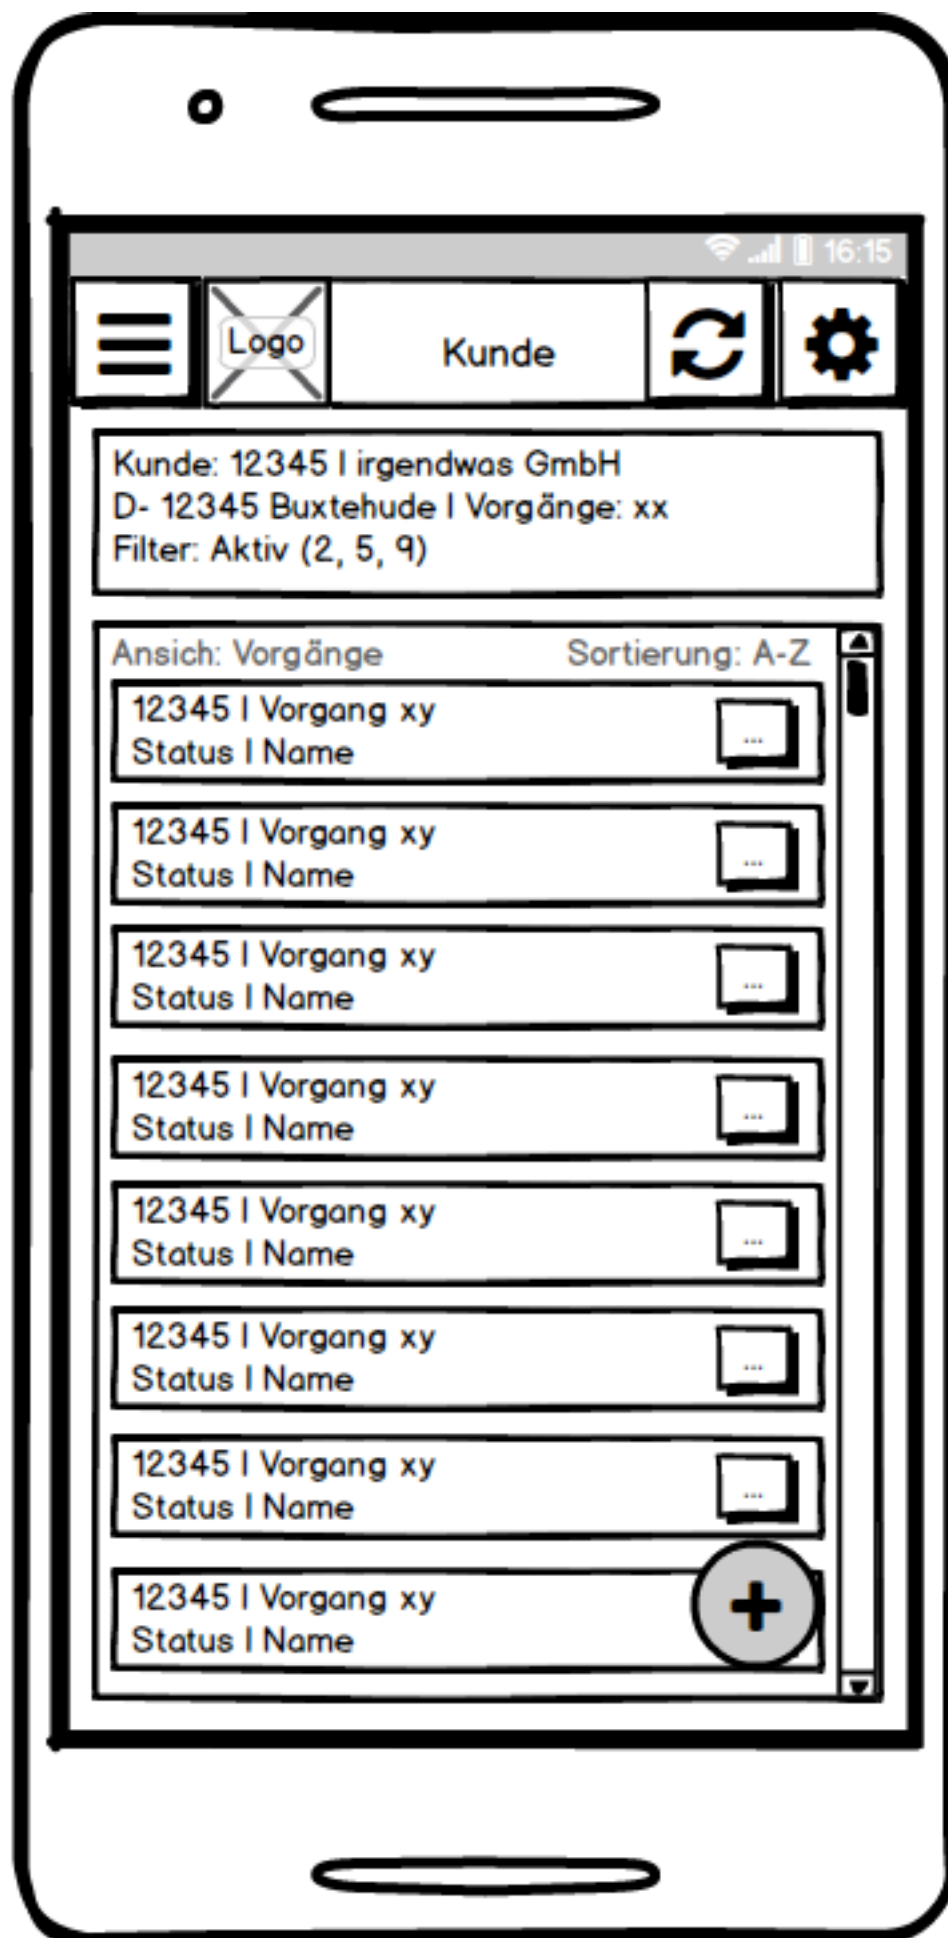 16:15
Logo
Kunde
Kunde: 12345 | irgendwas GmbH
D- 12345 Buxtehude | Vorgänge: xx
Filter: Aktiv (2, 5, 9)
Ansich: Vorgänge Sortierung: A-Z
12345 | Vorgang xy
...
Status | Name
12345 | Vorgang xy
...
Status | Name
12345 | Vorgang xy
...
Status | Name
12345 | Vorgang xy
...
Status | Name
12345 | Vorgang xy
...
Status | Name
12345 | Vorgang xy
...
Status | Name
12345 | Vorgang xy
...
Status | Name
12345 | Vorgang xy
+
Status | Name